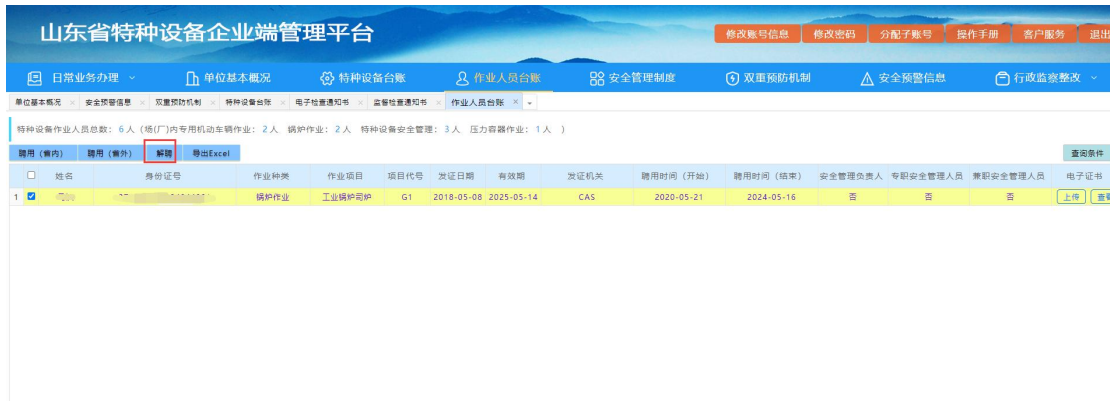 山东省特种设备企业端管理平台
修改账号信息 修改密码 分配子账号 操作手册 客户服务 退出
日常业务办理 单位基本概况 特种设备台账 作业人员台账 安全管理制度 双重预防机制 安全预警信息 行政监察整改
单位基本概况 × 安全预警信息 × 双重预防机制 × 特种设备台账 × 电子检查通知书 × 监督检查通知书 × 作业人员台账 ×
特种设备作业人员总数：6人（场(厂)内专用机动车辆作业：2人 锅炉作业：2人 特种设备安全管理：3人 压力容器作业：1人 ）
聘用（省内） 聘用（省外） 解聘 导出Excel 查询条件
姓名 身份证号 作业种类 作业项目 项目代号 发证日期 有效期 发证机关 聘用时间（开始） 聘用时间（结束） 安全管理负责人 专职安全管理人员 兼职安全管理人员 电子证书
1 锅炉作业 工业锅炉司炉 G1 2018-05-08 2025-05-14 CAS 2020-05-21 2024-05-16 否 否 否 上传